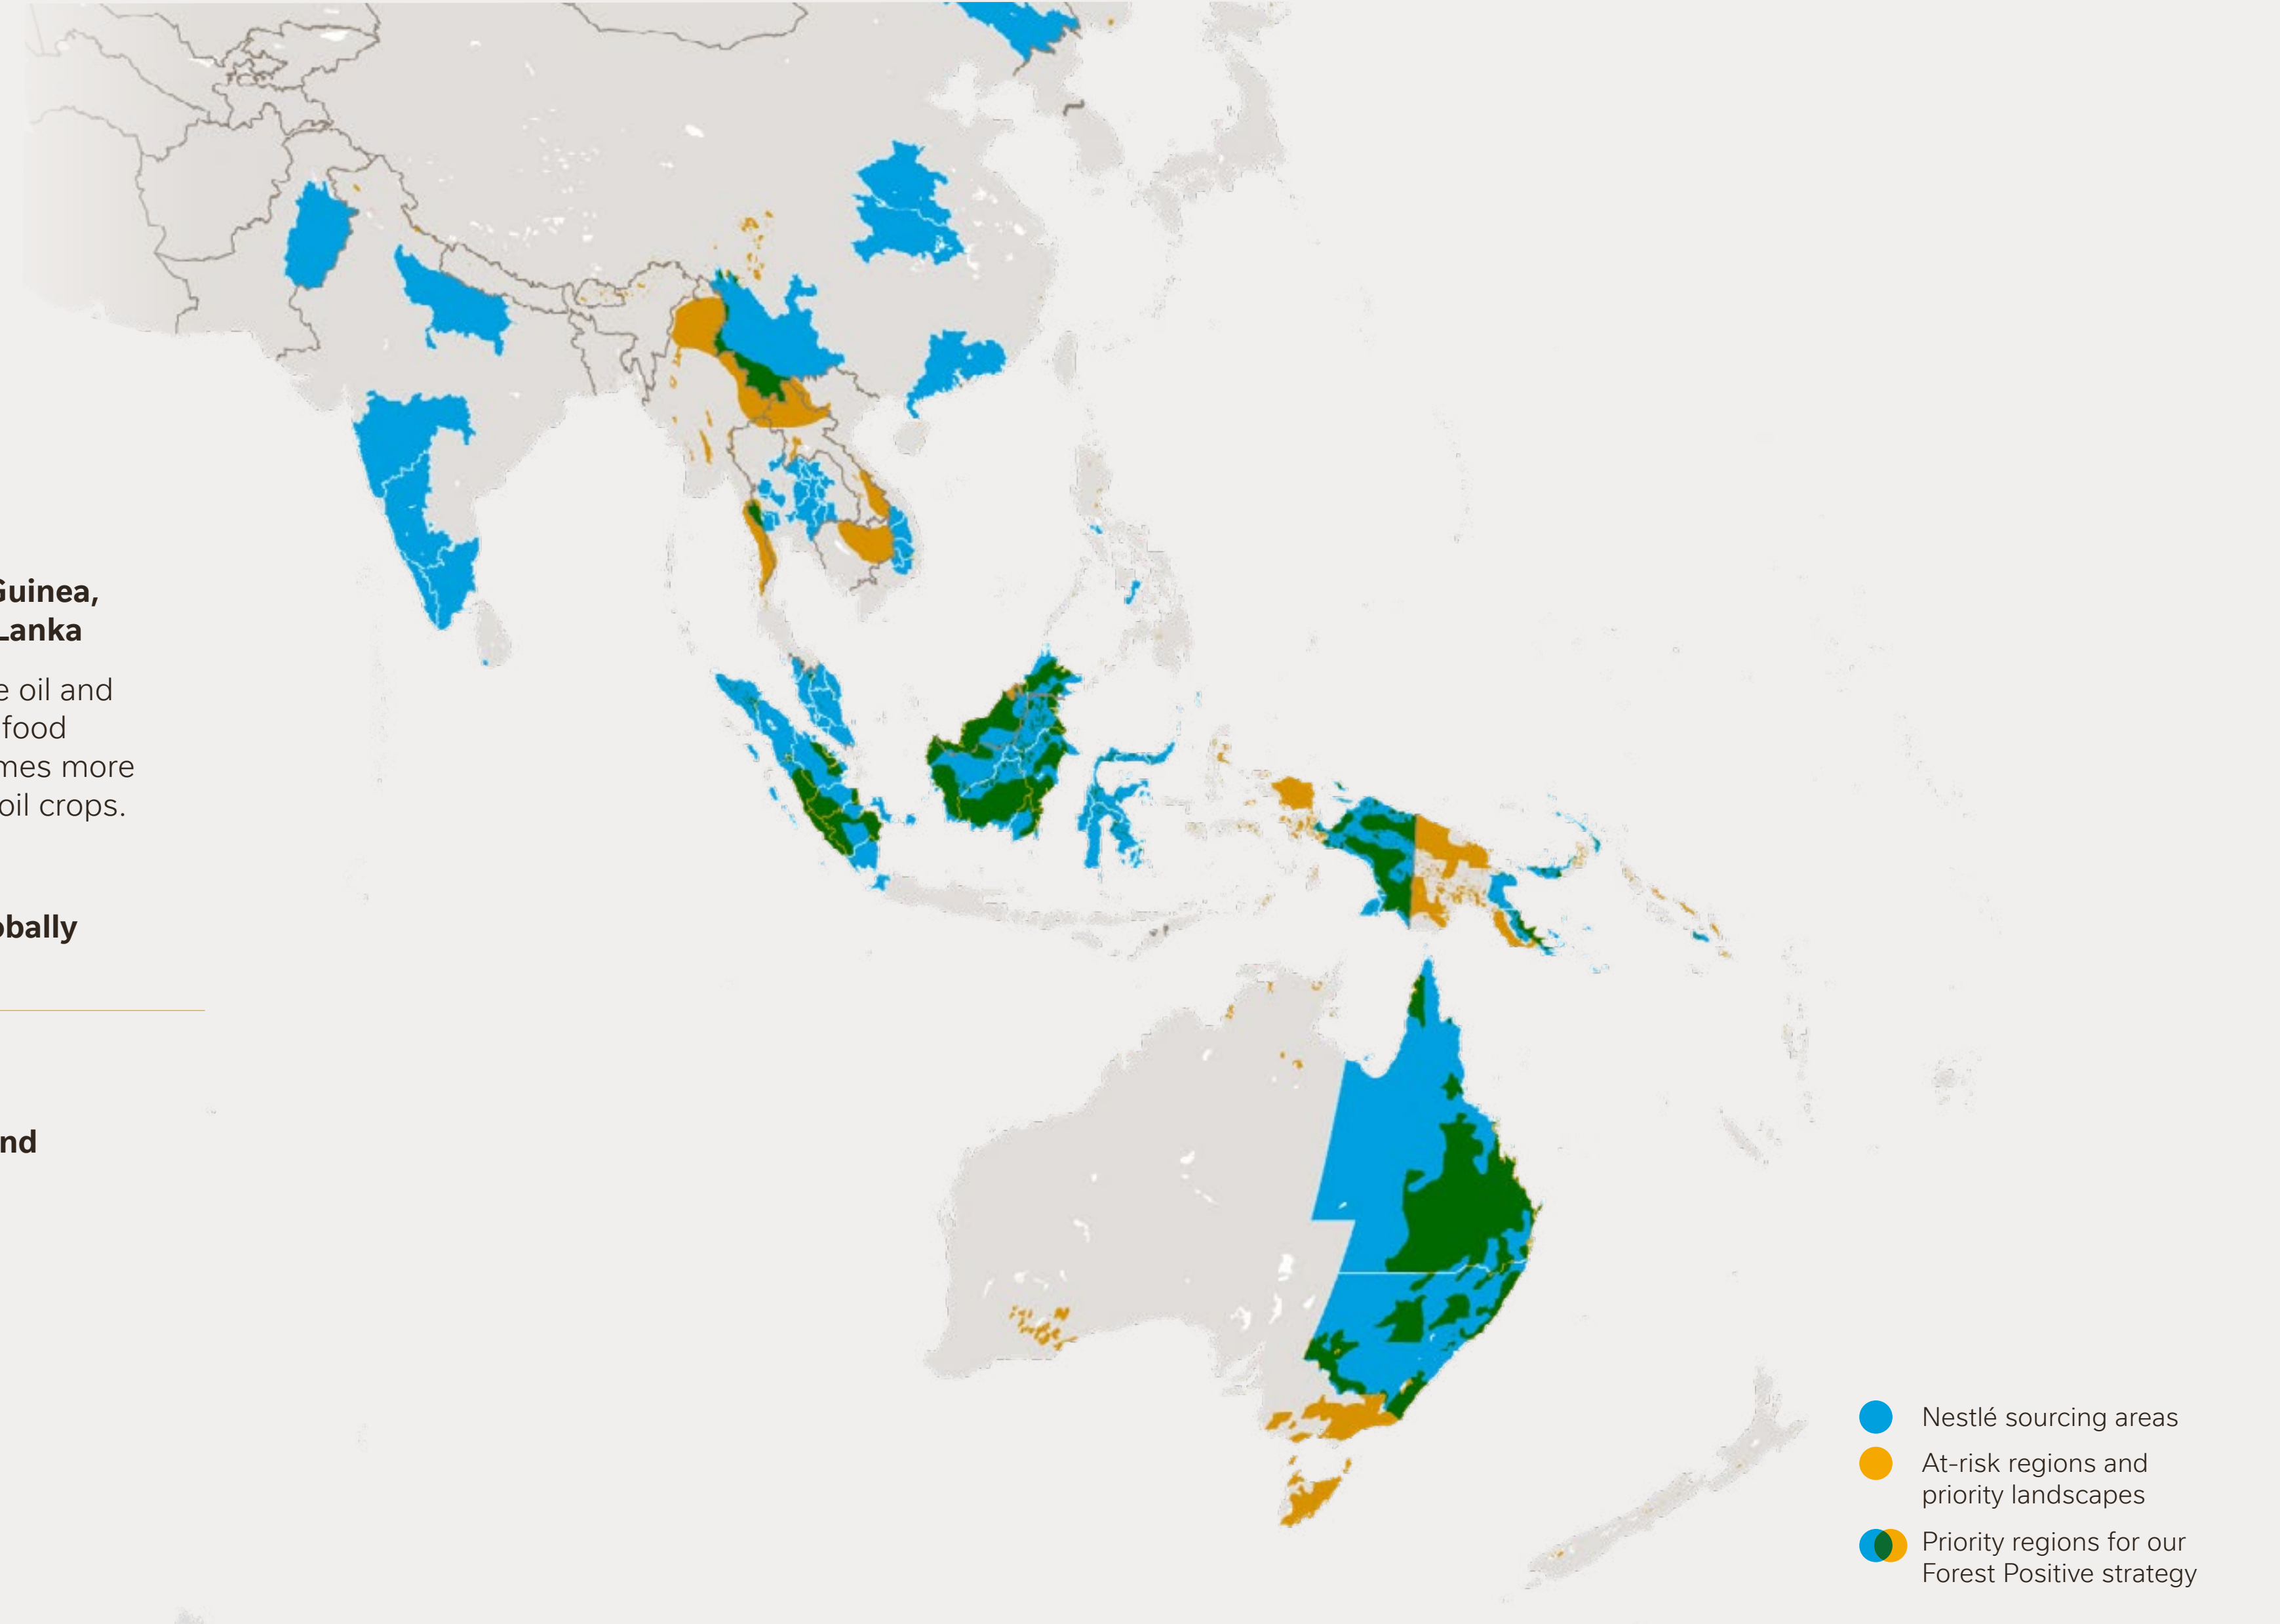 Guinea,
Lanka
e oil and
food
mes more
oil crops.
obally
nd
Nestlé sourcing areas
At-risk regions and
priority landscapes
Priority regions for our
Forest Positive strategy